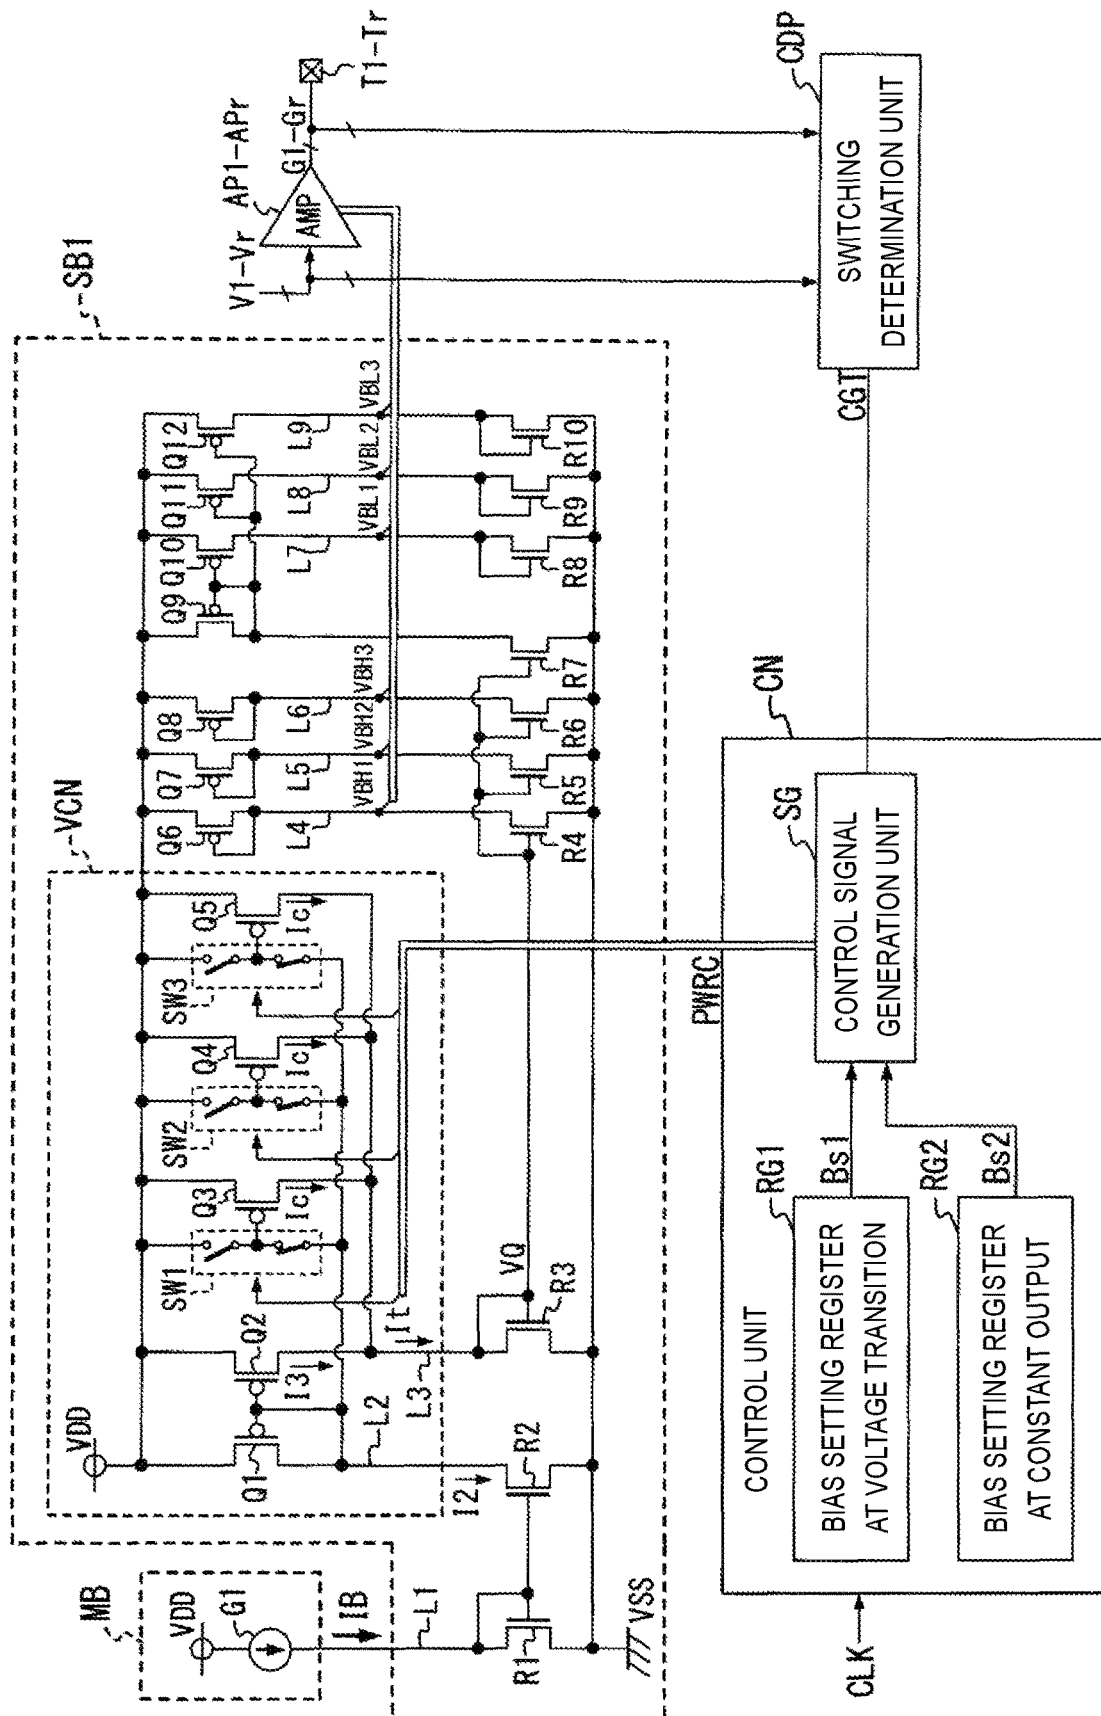 MB
VDD
G1
IB
L1
R1
VSS
VDD
Q1
I2
L2
R2
Q2
I3
It
L3
VQ
R3
SW1
Q3
Ic
SW2
Q4
Ic
SW3
Q5
Ic
VCN
SB1
Q6
L4
VBH1
R4
Q7
L5
VBH2
R5
Q8
L6
VBH3
R6
Q9
R7
Q10
L7
VBL1
R8
Q11
L8
VBL2
R9
Q12
L9
VBL3
R10
V1-Vr
AMP
AP1-APr
G1-Gr
T1-Tr
CLK
CONTROL UNIT
CN
PWRC
BIAS SETTING REGISTER
AT VOLTAGE TRANSITION
RG1
Bs1
BIAS SETTING REGISTER
AT CONSTANT OUTPUT
RG2
Bs2
CONTROL SIGNAL
GENERATION UNIT
SG
CGT
SWITCHING
DETERMINATION UNIT
CDP